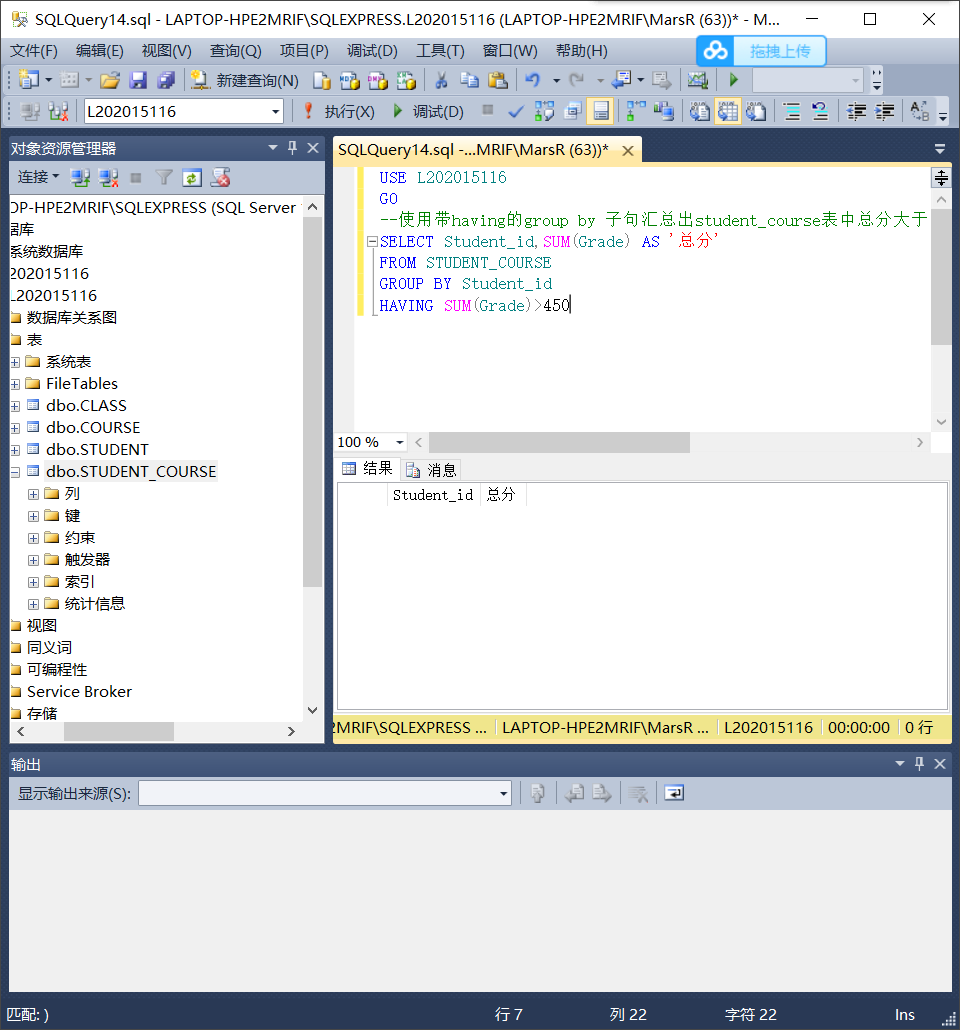 SQLQuery14.sql - LAPTOP-HPE2MRIF\SQLEXPRESS.L202015116 (LAPTOP-HPE2MRIF\MarsR (63))* - M...
文件(F) 编辑(E) 视图(V) 查询(Q) 项目(P) 调试(D) 工具(T) 窗口(W) 帮助(H)
拖拽上传
新建查询(N)
L202015116 执行(X) 调试(D)
对象资源管理器
连接
OP-HPE2MRIF\SQLEXPRESS (SQL Server
据库
系统数据库
202015116
L202015116
数据库关系图
表
系统表
FileTables
dbo.CLASS
dbo.COURSE
dbo.STUDENT
dbo.STUDENT_COURSE
列
键
约束
触发器
索引
统计信息
视图
同义词
可编程性
Service Broker
存储
SQLQuery14.sql -...MRIF\MarsR (63))*
USE L202015116
GO
--使用带having的group by 子句汇总出student_course表中总分大于
SELECT Student_id,SUM(Grade) AS '总分'
FROM STUDENT_COURSE
GROUP BY Student_id
HAVING SUM(Grade)>450
100 %
结果 消息
Student_id 总分
2MRIF\SQLEXPRESS ... LAPTOP-HPE2MRIF\MarsR ... L202015116 00:00:00 0 行
输出
显示输出来源(S):
匹配: ) 行 7 列 22 字符 22 Ins